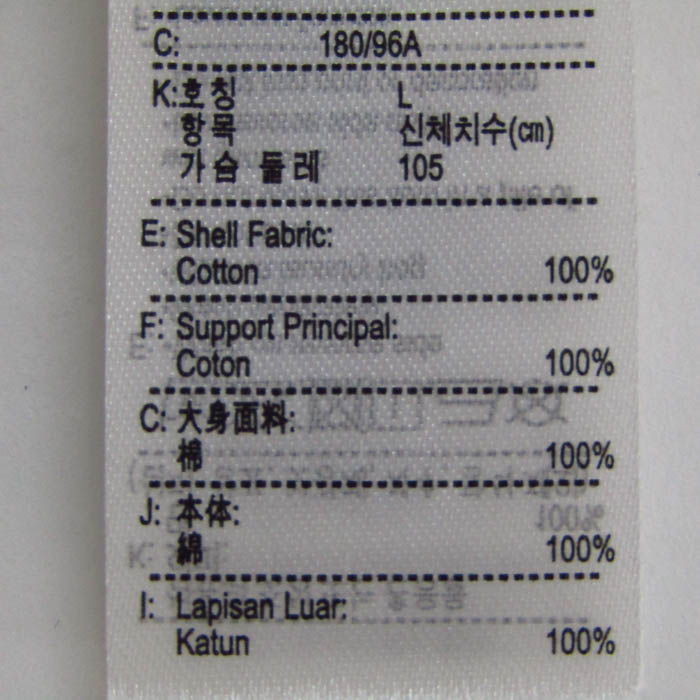 C: 180/96A
K:호칭 L
항목 신체치수(cm)
가슴 둘레 105
E: Shell Fabric:
Cotton 100%
F: Support Principal:
Coton 100%
C: 大身面料:
棉 100%
J: 本体:
綿 100%
I: Lapisan Luar:
Katun 100%